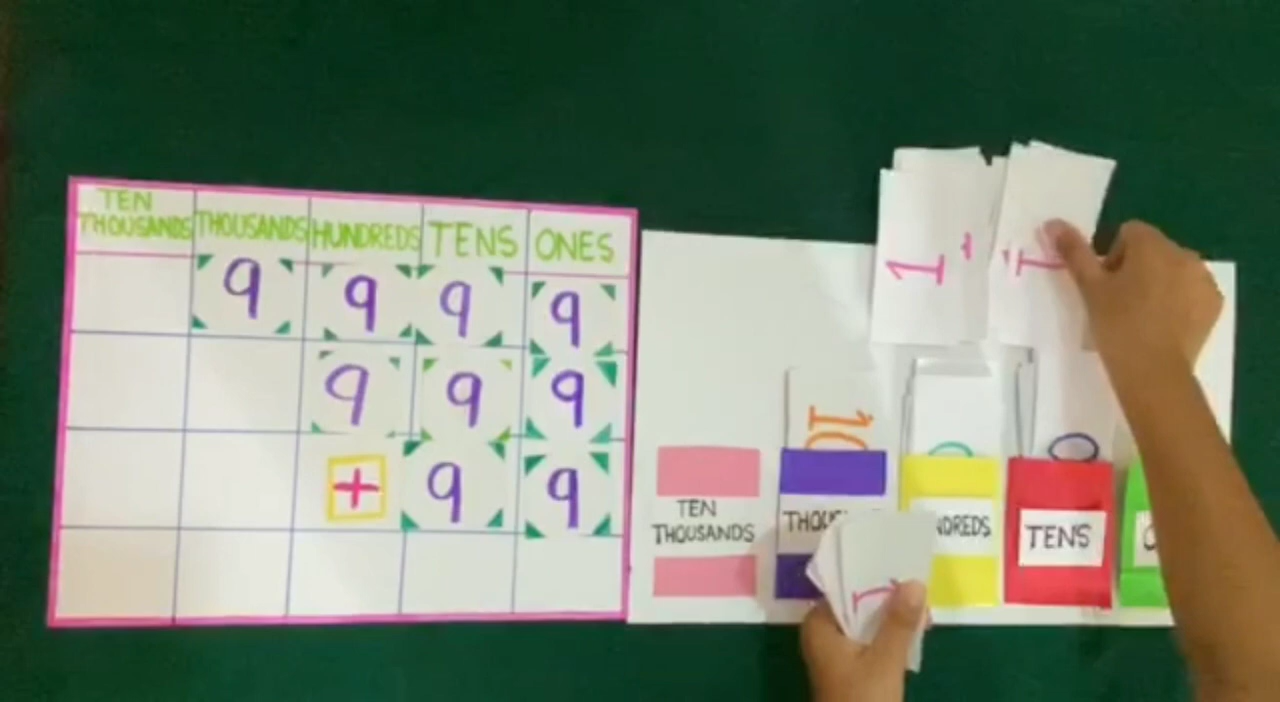 TEN THOUSANDS THOUSANDS HUNDREDS TENS ONES
9 9 9 9
9 9 9
+ 9 9
1 1
10
TEN THOUSANDS
TENS